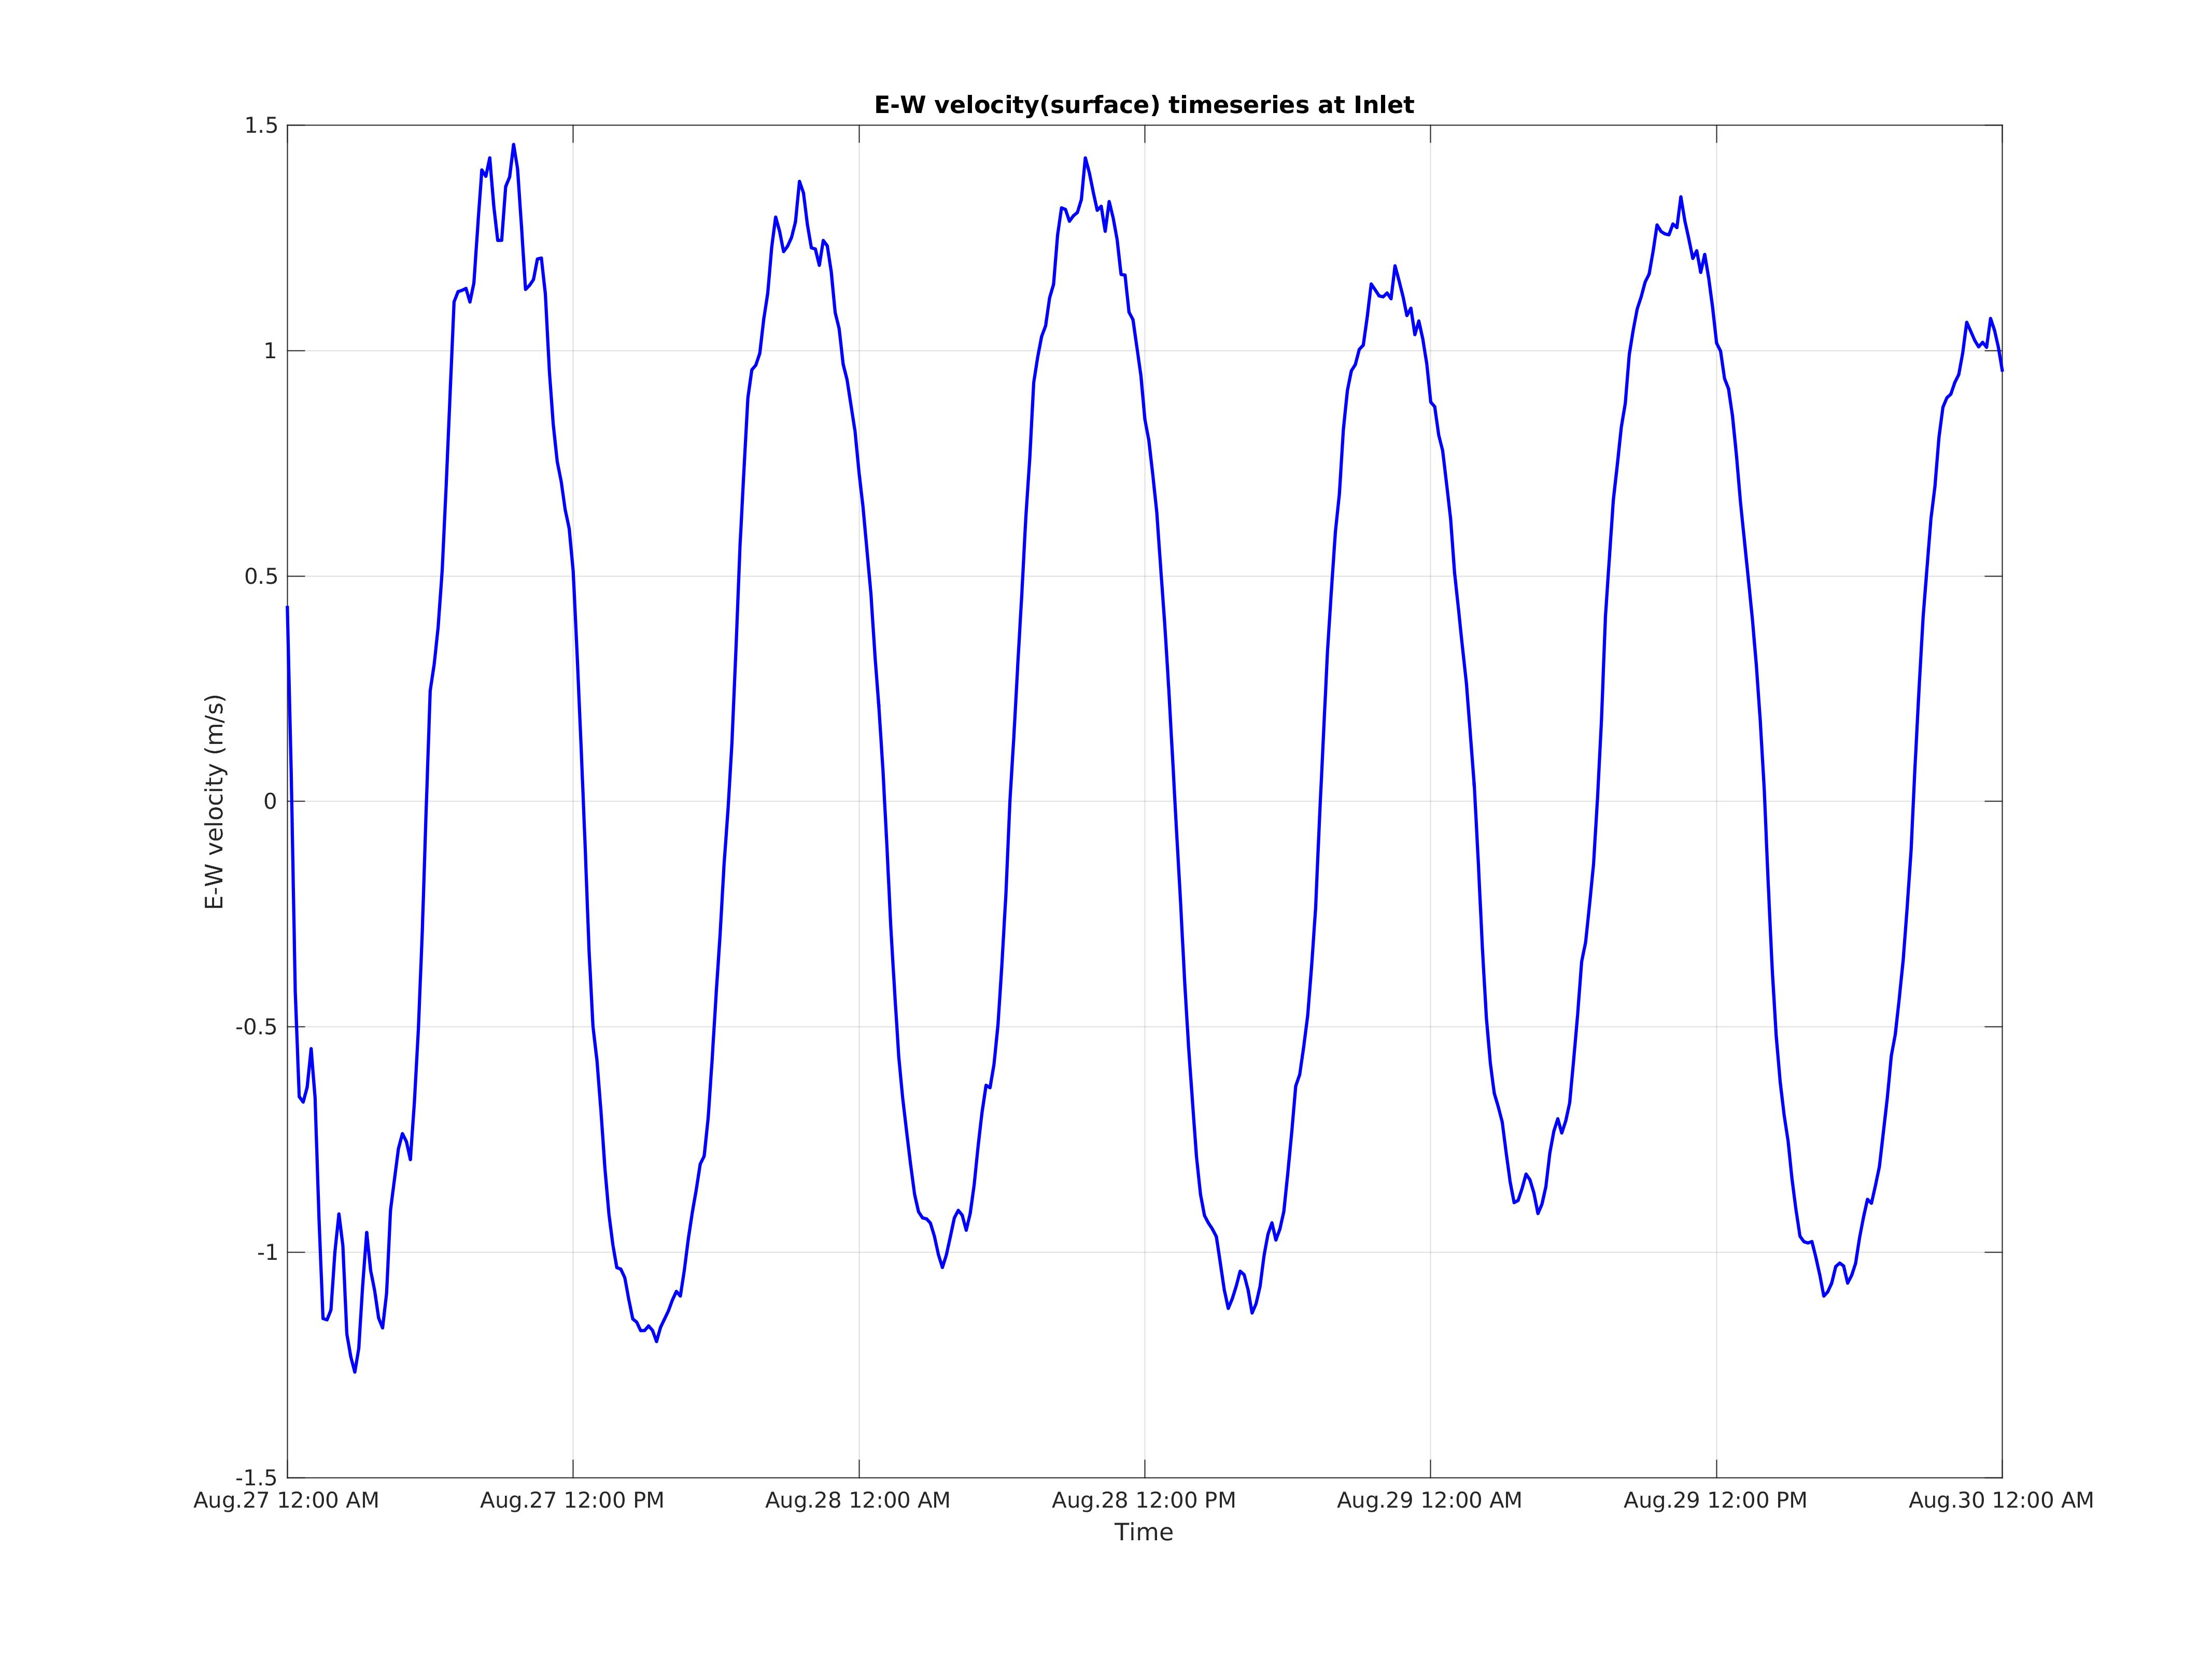 E-W velocity(surface) timeseries at Inlet
1.5
1
0.5
0
-0.5
-1
-1.5
E-W velocity (m/s)
Aug.27 12:00 AM
Aug.27 12:00 PM
Aug.28 12:00 AM
Aug.28 12:00 PM
Aug.29 12:00 AM
Aug.29 12:00 PM
Aug.30 12:00 AM
Time